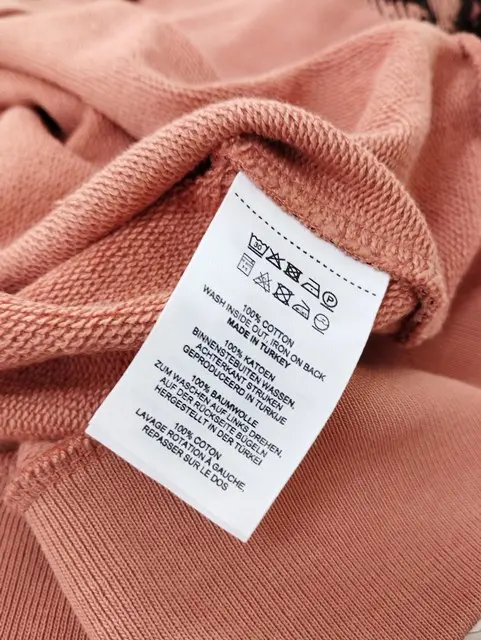 30
P
100% COTTON
WASH INSIDE OUT, IRON ON BACK
MADE IN TURKEY
100% KATOEN
BINNENSTEBUITEN WASSEN,
ACHTERKANT STRIJKEN
GEPRODUCEERD IN TURKIJE
100% BAUMWOLLE
ZUM WASCHEN AUF LINKS DREHEN,
AUF DER RÜCKSEITE BÜGELN
HERGESTELLT IN DER TÜRKEI
100% COTON
LAVAGE ROTATION À GAUCHE,
REPASSER SUR LE DOS